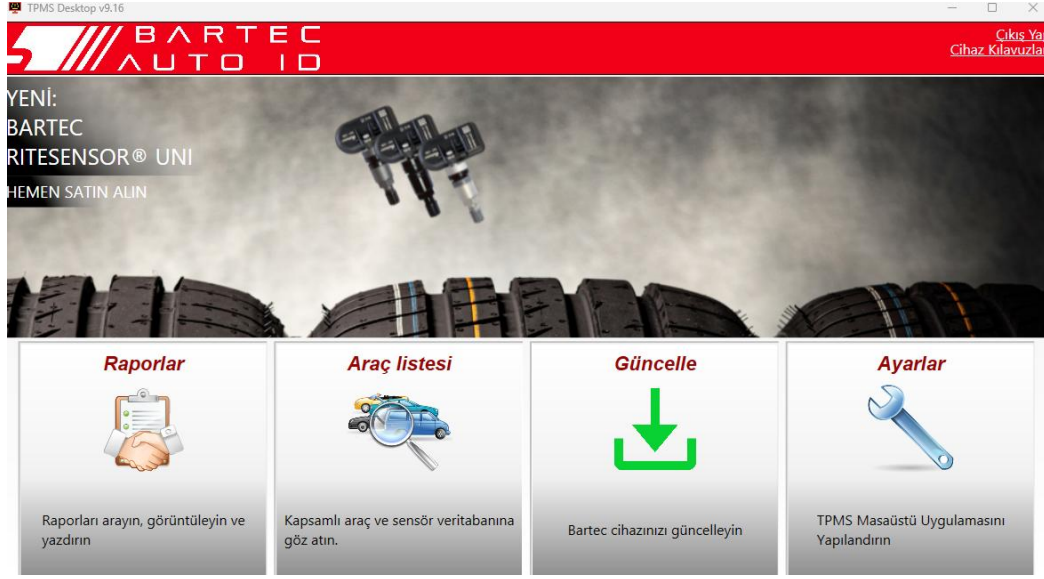 TPMS Desktop v9.16
BARTEC
AUTO ID
Çıkış Ya
Cihaz Kılavuzla
YENİ:
BARTEC
RITESENSOR® UNI
HEMEN SATIN ALIN
Raporlar
Araç listesi
Güncelle
Ayarlar
Raporları arayın, görüntüleyin ve
yazdırın
Kapsamlı araç ve sensör veritabanına
göz atın.
Bartec cihazınızı güncelleyin
TPMS Masaüstü Uygulamasını
Yapılandırın